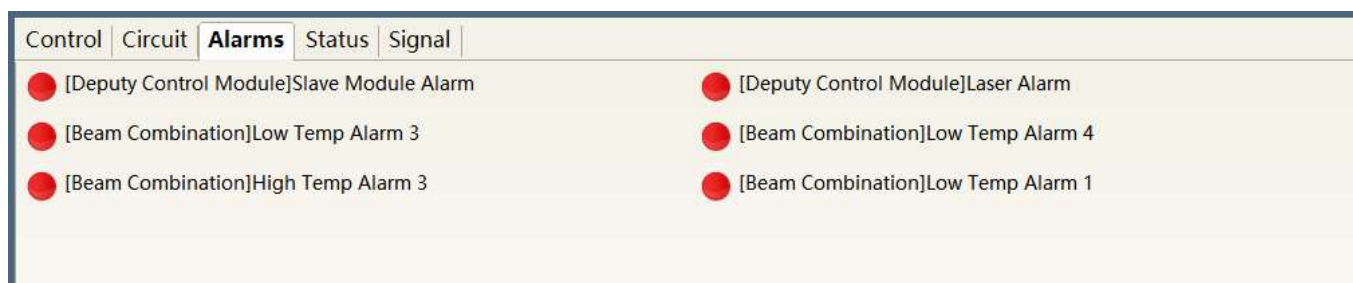 Control Circuit Alarms Status Signal
[Deputy Control Module]Slave Module Alarm [Deputy Control Module]Laser Alarm
[Beam Combination]Low Temp Alarm 3 [Beam Combination]Low Temp Alarm 4
[Beam Combination]High Temp Alarm 3 [Beam Combination]Low Temp Alarm 1